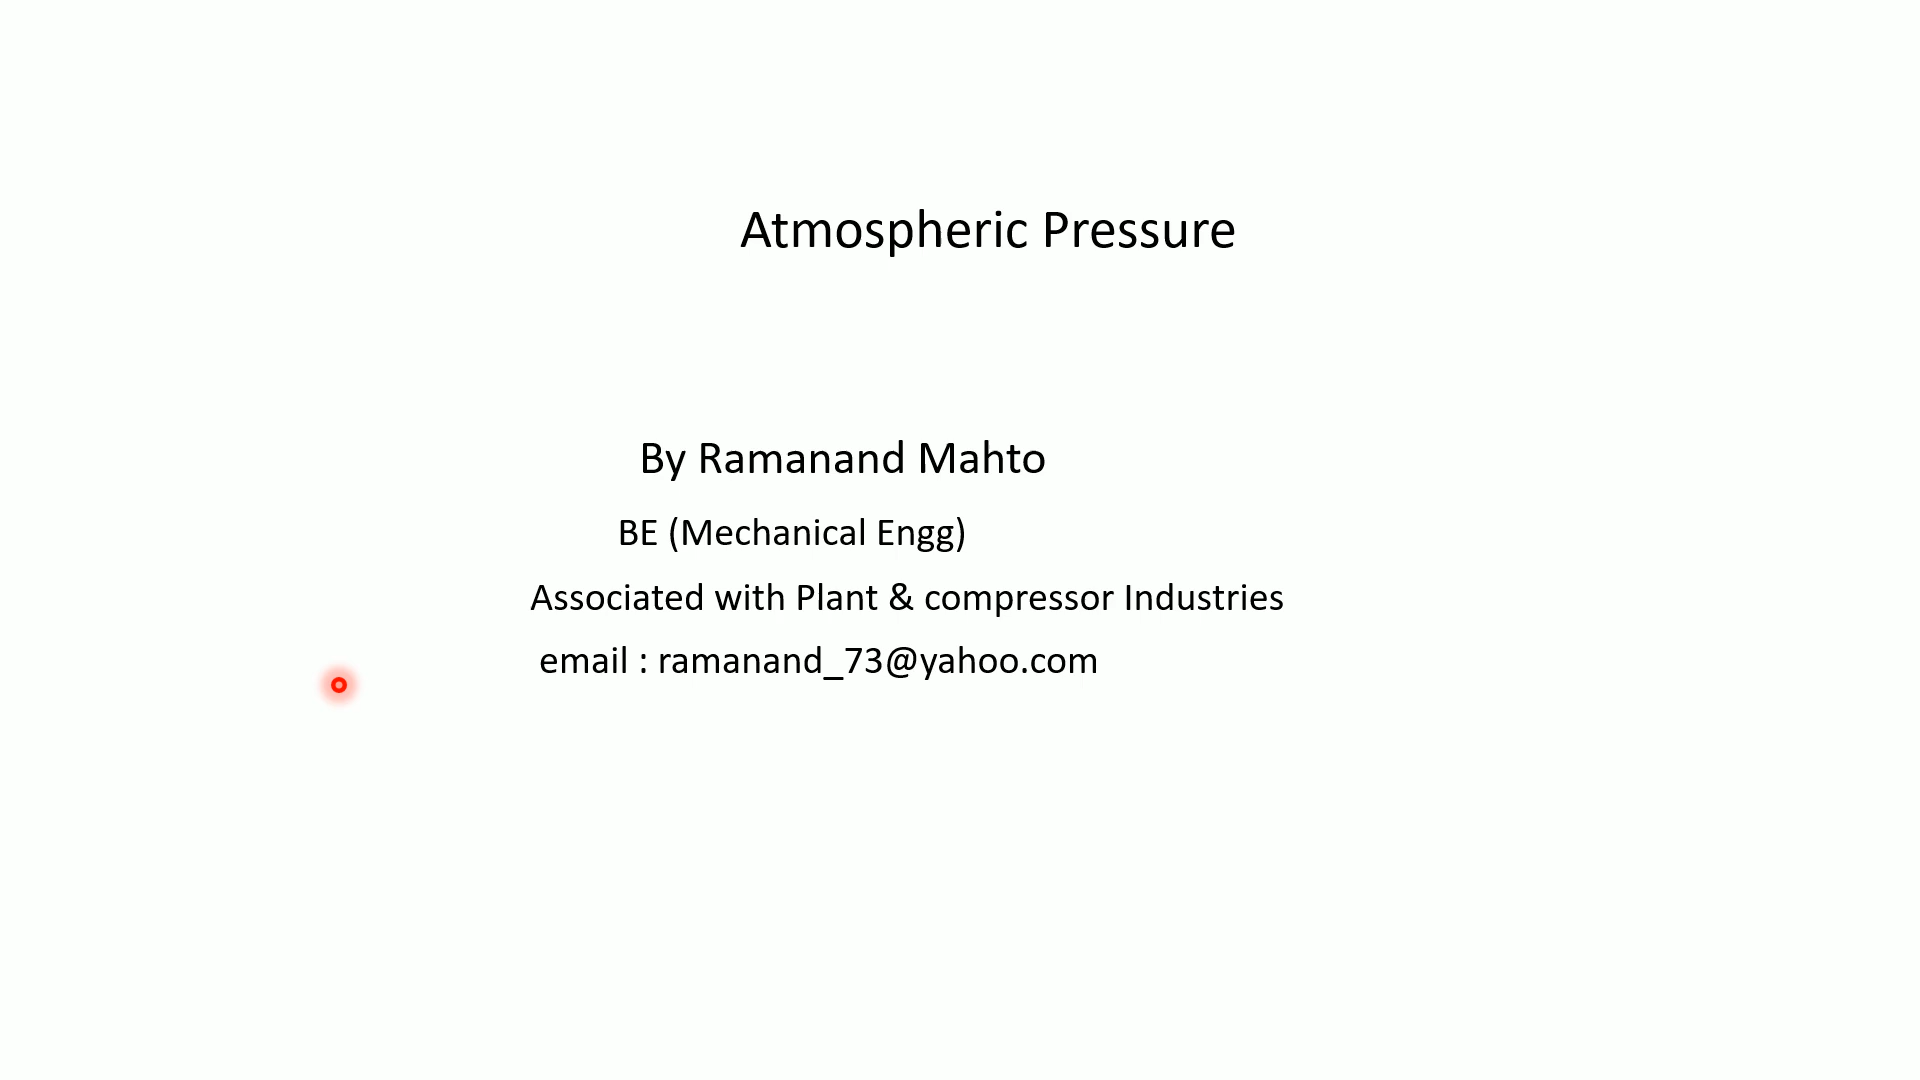 Atmospheric Pressure
By Ramanand Mahto
BE (Mechanical Engg)
Associated with Plant & compressor Industries
email : ramanand_73@yahoo.com